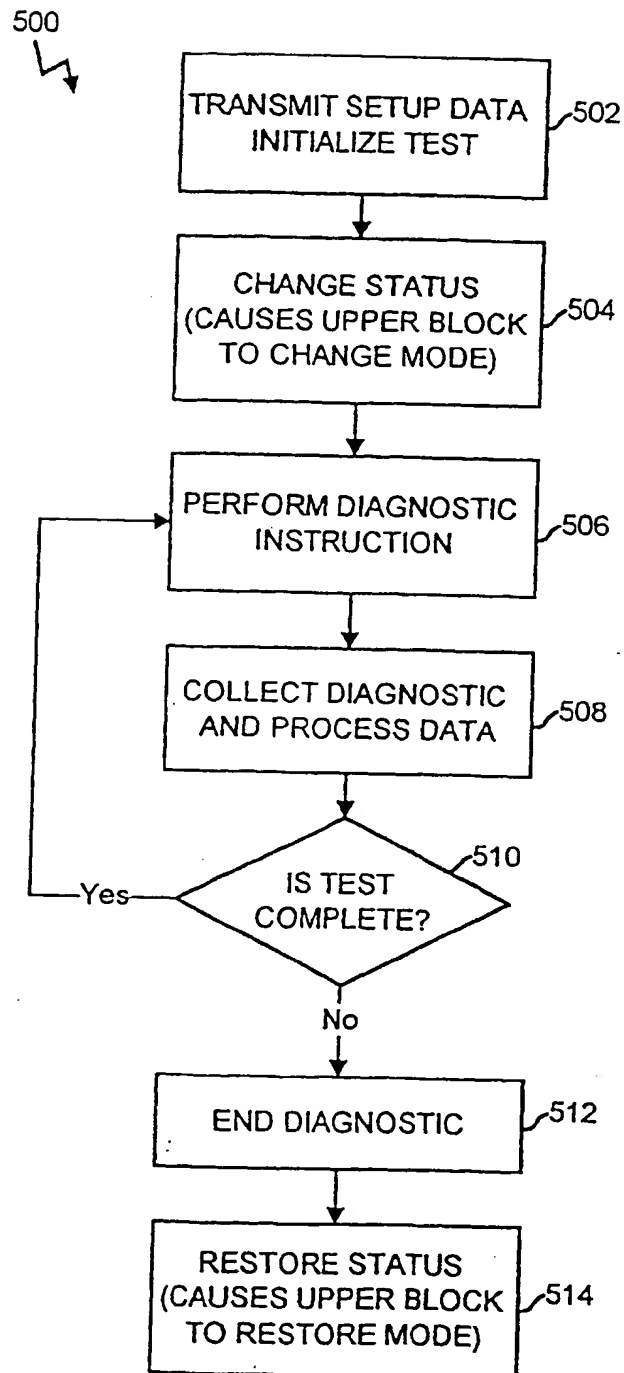 500
TRANSMIT SETUP DATA
INITIALIZE TEST
502
CHANGE STATUS
(CAUSES UPPER BLOCK
TO CHANGE MODE)
504
PERFORM DIAGNOSTIC
INSTRUCTION
506
COLLECT DIAGNOSTIC
AND PROCESS DATA
508
IS TEST
COMPLETE?
510
Yes
No
END DIAGNOSTIC
512
RESTORE STATUS
(CAUSES UPPER BLOCK
TO RESTORE MODE)
514